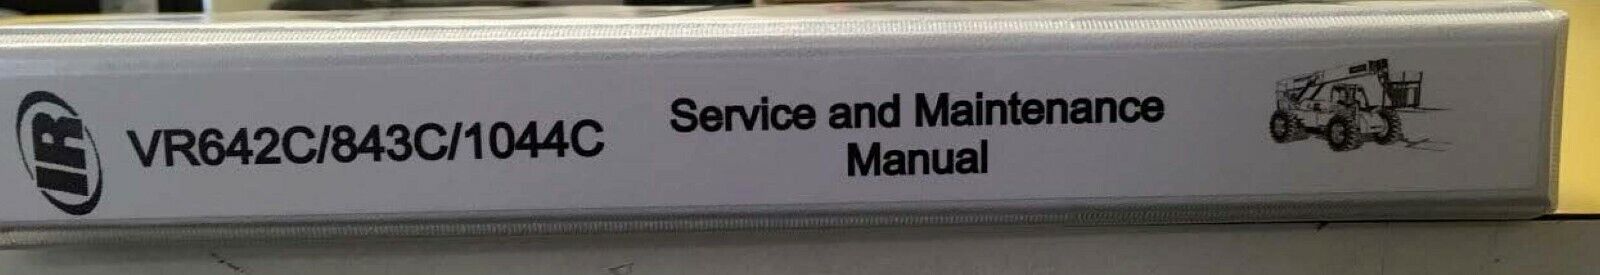 IR
VR642C/843C/1044C
Service and Maintenance
Manual